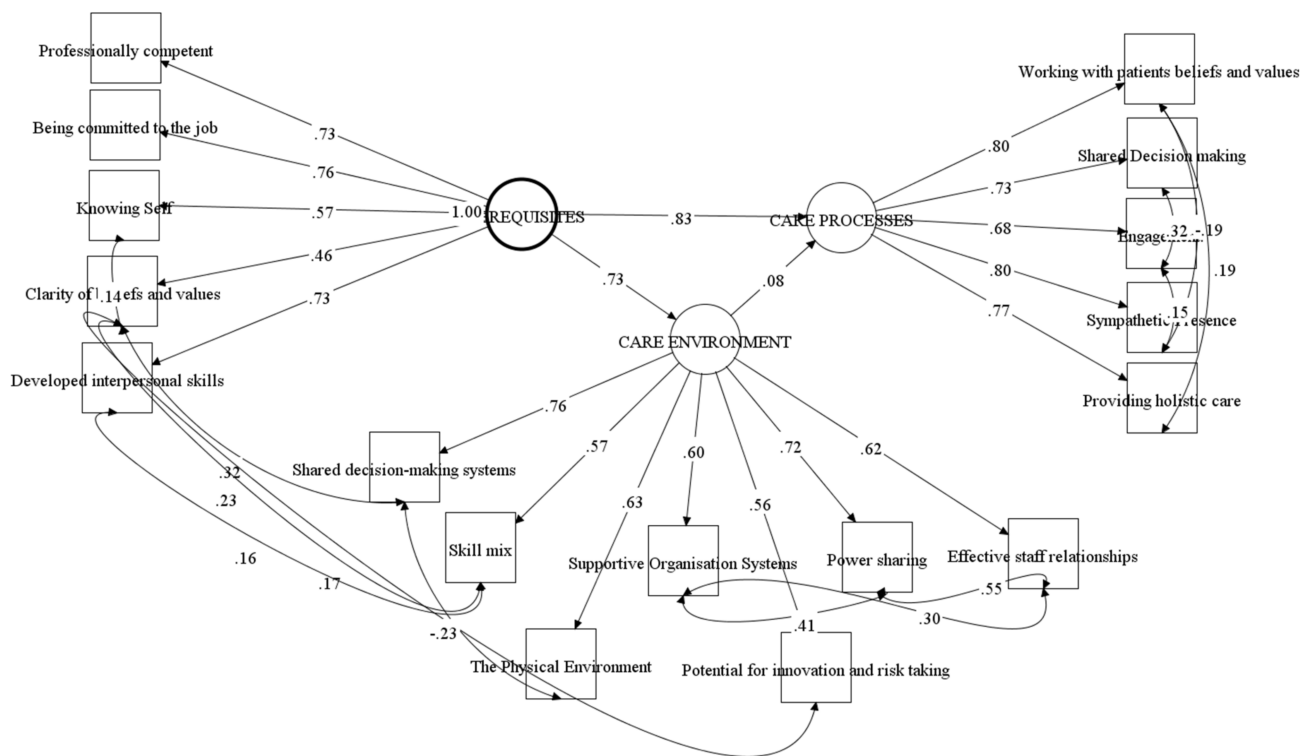 Professionally competent
Being committed to the job
Knowing Self
Clarity of efs and values
Developed interpersonal skills
.73
.76
.57
.46
.73
.14
1.00
REQUISITES
.83
.73
CARE PROCESSES
.08
CARE ENVIRONMENT
.80
.73
.68
.80
.77
Working with patients beliefs and values
Shared Decision making
Engage
.32
-.19
.19
.15
Sympathetic esence
Providing holistic care
.76
.57
.63
.60
.56
.72
.62
Shared decision-making systems
Skill mix
The Physical Environment
Supportive Organisation Systems
Potential for innovation and risk taking
Power sharing
Effective staff relationships
.32
.23
.16
.17
-.23
.41
.30
.55